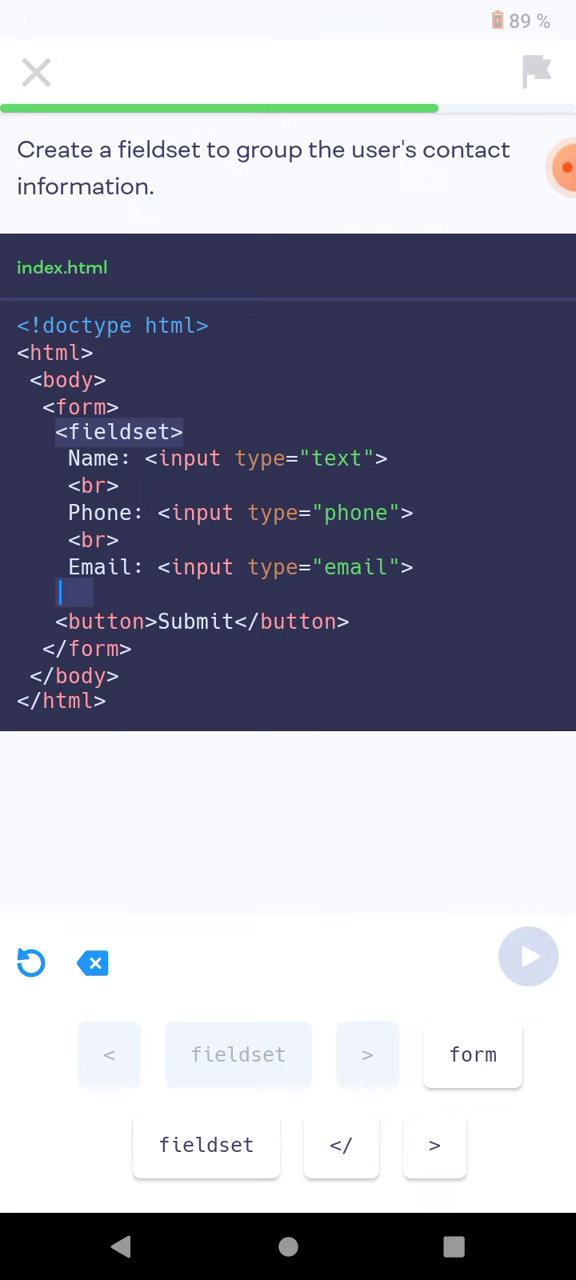 89 %
Create a fieldset to group the user's contact
information.
index.html
<!doctype html>
<html>
<body>
<form>
<fieldset>
Name: <input type="text">
<br>
Phone: <input type="phone">
<br>
Email: <input type="email">
<button>Submit</button>
</form>
</body>
</html>
< fieldset > form
fieldset </ >